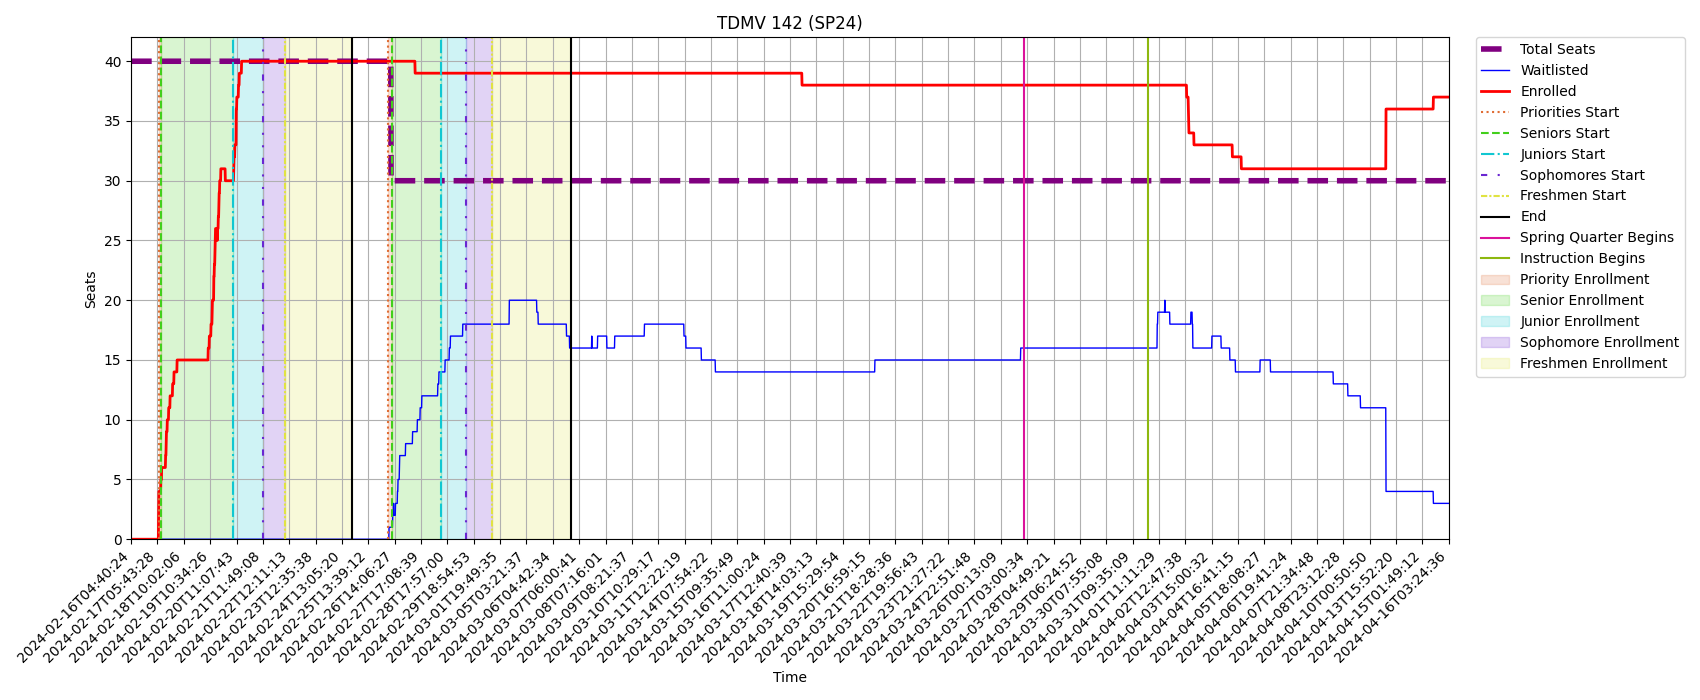 TDMV 142 (SP24)
Seats
40
35
30
25
20
15
10
5
0
2024-02-16T04:40:24
2024-02-17T05:43:28
2024-02-18T10:02:06
2024-02-19T10:34:26
2024-02-20T11:07:43
2024-02-21T11:49:08
2024-02-22T12:11:13
2024-02-23T12:35:38
2024-02-24T13:05:20
2024-02-25T13:39:12
2024-02-26T14:06:27
2024-02-27T17:08:39
2024-02-28T17:57:00
2024-02-29T18:54:53
2024-03-01T19:49:35
2024-03-05T03:21:37
2024-03-06T04:42:34
2024-03-07T06:00:41
2024-03-08T07:16:01
2024-03-09T08:21:37
2024-03-10T10:29:17
2024-03-11T12:22:19
2024-03-14T07:54:22
2024-03-15T09:35:49
2024-03-16T11:00:24
2024-03-17T12:40:39
2024-03-18T14:03:13
2024-03-19T15:29:54
2024-03-20T16:59:15
2024-03-21T18:28:36
2024-03-22T19:56:43
2024-03-23T21:27:22
2024-03-24T22:51:48
2024-03-26T00:13:09
2024-03-27T03:00:34
2024-03-28T04:49:21
2024-03-29T06:24:52
2024-03-30T07:55:08
2024-03-31T09:35:09
2024-04-01T11:11:29
2024-04-02T12:47:38
2024-04-03T15:00:32
2024-04-04T16:41:15
2024-04-05T18:08:27
2024-04-06T19:41:24
2024-04-07T21:34:48
2024-04-08T23:12:28
2024-04-10T00:50:50
2024-04-13T15:52:20
2024-04-15T01:49:12
2024-04-16T03:24:36
Time
Total Seats
Waitlisted
Enrolled
Priorities Start
Seniors Start
Juniors Start
Sophomores Start
Freshmen Start
End
Spring Quarter Begins
Instruction Begins
Priority Enrollment
Senior Enrollment
Junior Enrollment
Sophomore Enrollment
Freshmen Enrollment